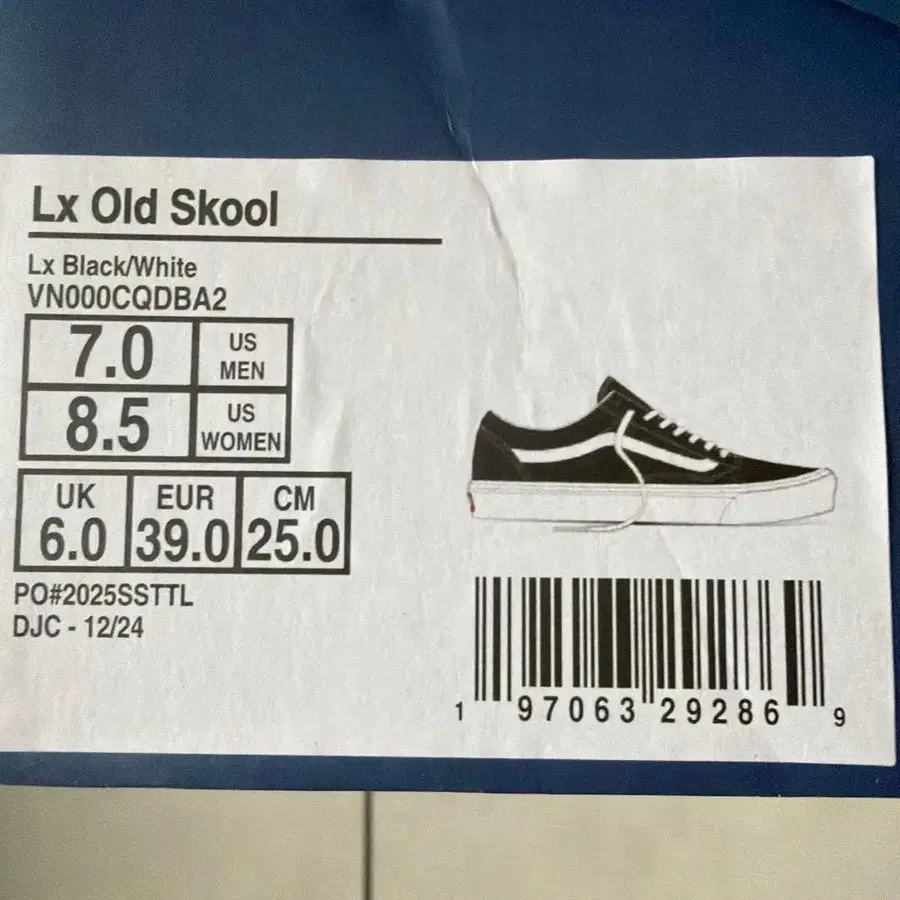 Lx Old Skool
Lx Black/White
VN000CQDBA2
7.0 US MEN
8.5 US WOMEN
UK EUR CM
6.0 39.0 25.0
PO#2025SSTTL
DJC - 12/24
1 97063 29286 9